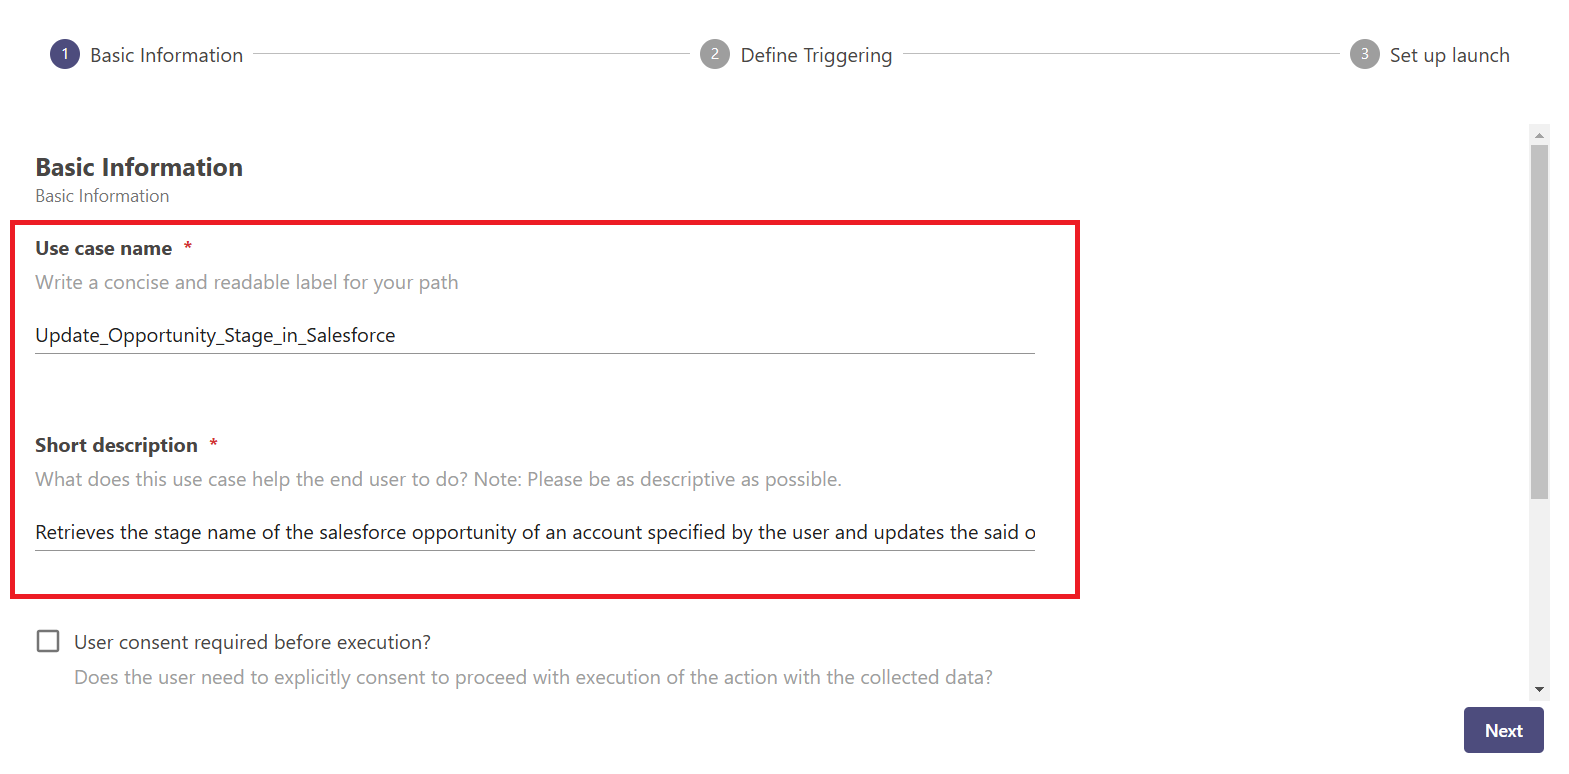 1 Basic Information 2 Define Triggering 3 Set up launch
Basic Information
Basic Information
Use case name *
Write a concise and readable label for your path
Update_Opportunity_Stage_in_Salesforce
Short description *
What does this use case help the end user to do? Note: Please be as descriptive as possible.
Retrieves the stage name of the salesforce opportunity of an account specified by the user and updates the said o
User consent required before execution?
Does the user need to explicitly consent to proceed with execution of the action with the collected data?
Next